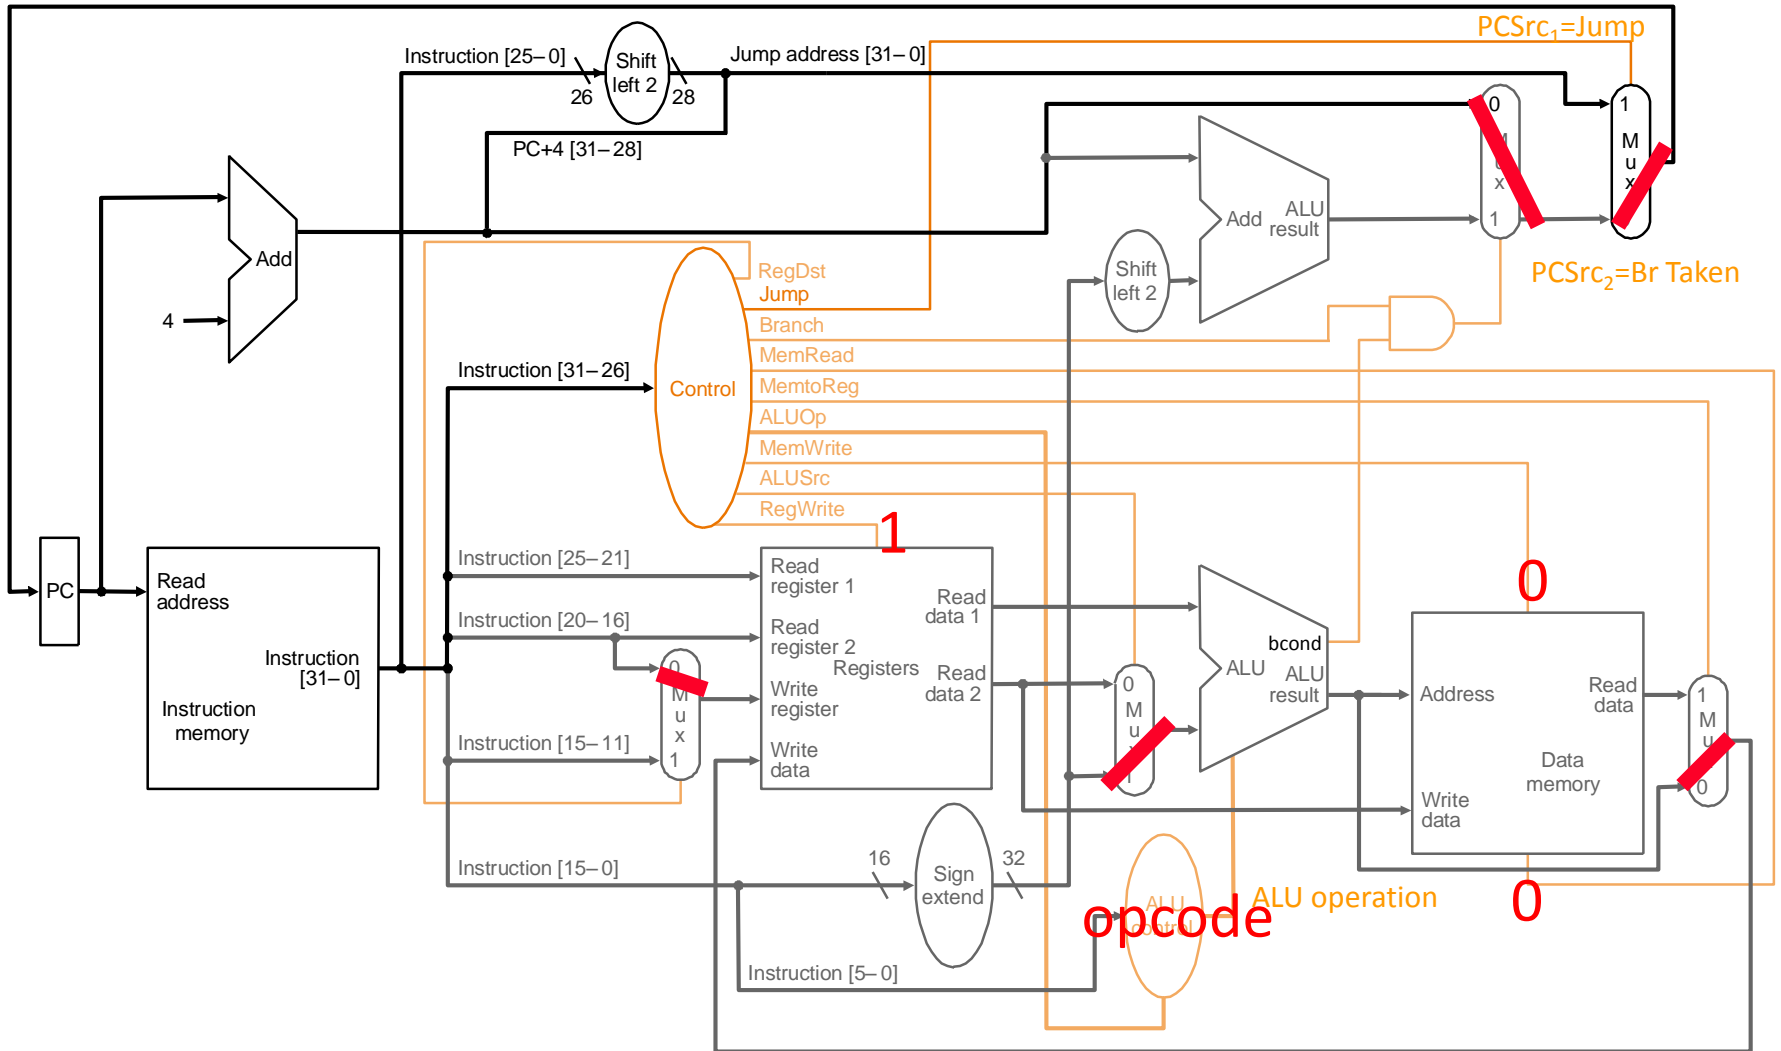 PCSrc1=Jump
Instruction [25–0]
Shift
left 2
Jump address [31–0]
26
28
PC+4 [31–28]
0
M
u
x
1
1
M
u
x
Add
4
Add
ALU
result
Shift
left 2
PCSrc2=Br Taken
RegDst
Jump
Branch
MemRead
MemtoReg
ALUOp
MemWrite
ALUSrc
RegWrite
Instruction [31–26]
Control
1
PC
Read
address
Instruction
[31–0]
Instruction
memory
Instruction [25–21]
Instruction [20–16]
Instruction [15–11]
Instruction [15–0]
Instruction [5–0]
0
M
u
x
1
Read
register 1
Read
register 2
Registers
Write
register
Write
data
Read
data 1
Read
data 2
0
M
u
1
bcond
ALU
ALU
result
0
Address
Read
data
Data
memory
Write
data
1
M
u
0
0
16
Sign
extend
32
ALU
control
opcode
ALU operation